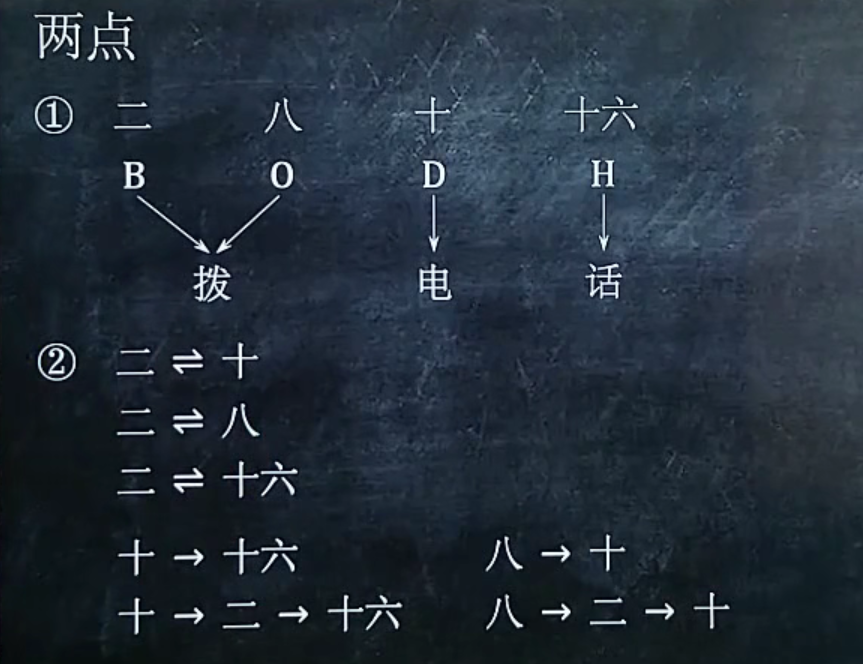 两点
① 二 八 十 十六
B O D H
拨 电 话
② 二 ⇌ 十
二 ⇌ 八
二 ⇌ 十六
十 → 十六 八 → 十
十 → 二 → 十六 八 → 二 → 十